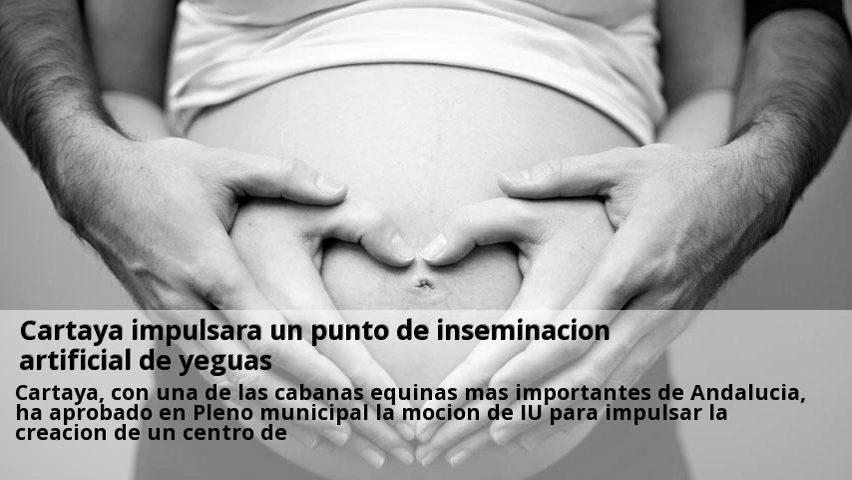 Cartaya impulsara un punto de inseminacion
artificial de yeguas
Cartaya, con una de las cabanas equinas mas importantes de Andalucia,
ha aprobado en Pleno municipal la mocion de IU para impulsar la
creacion de un centro de